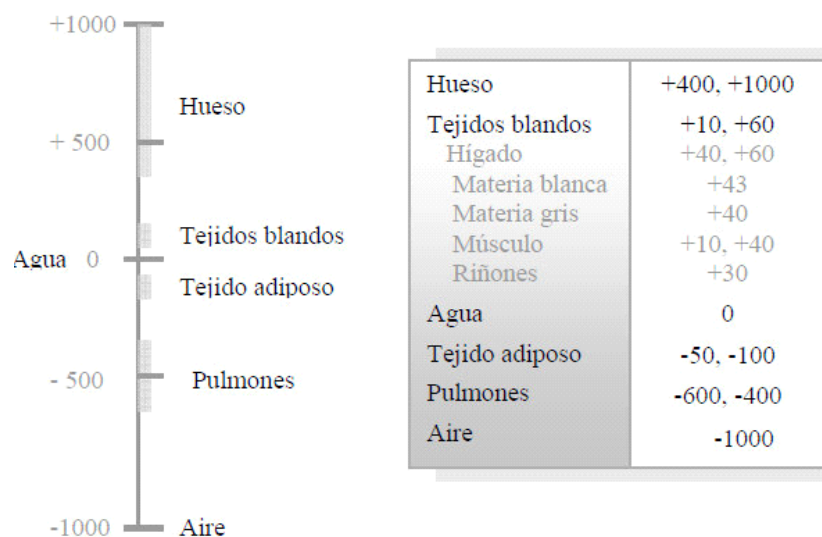 +1000
Hueso
+ 500
Tejidos blandos
Agua 0
Tejido adiposo
- 500
Pulmones
-1000 Aire
Hueso +400, +1000
Tejidos blandos +10, +60
Hígado +40, +60
Materia blanca +43
Materia gris +40
Músculo +10, +40
Riñones +30
Agua 0
Tejido adiposo -50, -100
Pulmones -600, -400
Aire -1000